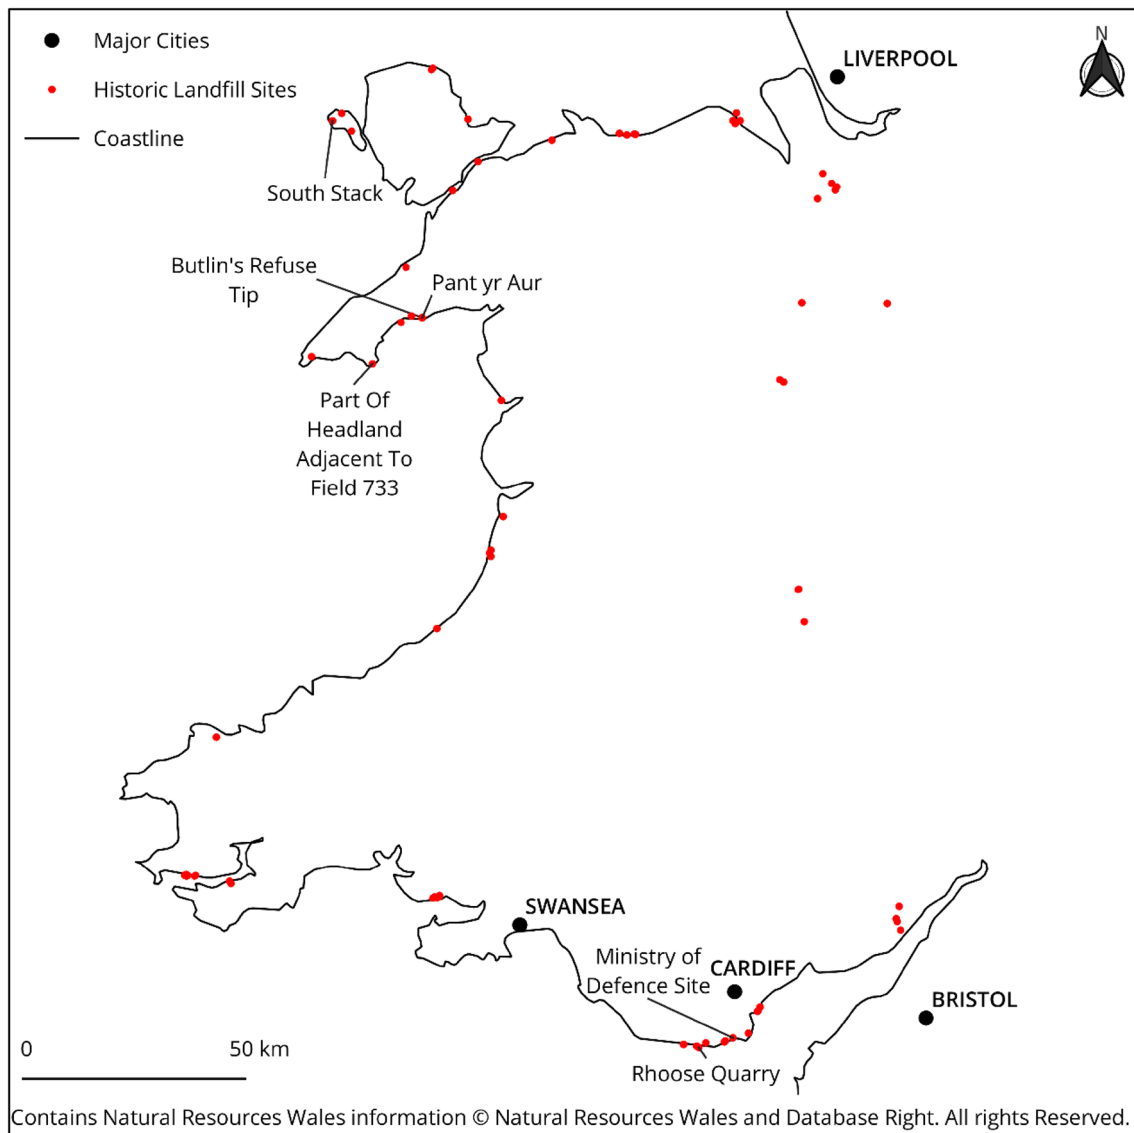 Major Cities
Historic Landfill Sites
Coastline
N
LIVERPOOL
South Stack
Butlin's Refuse
Tip
Pant yr Aur
Part Of
Headland
Adjacent To
Field 733
SWANSEA
Ministry of
Defence Site
CARDIFF
BRISTOL
Rhoose Quarry
0
50 km
Contains Natural Resources Wales information © Natural Resources Wales and Database Right. All rights Reserved.